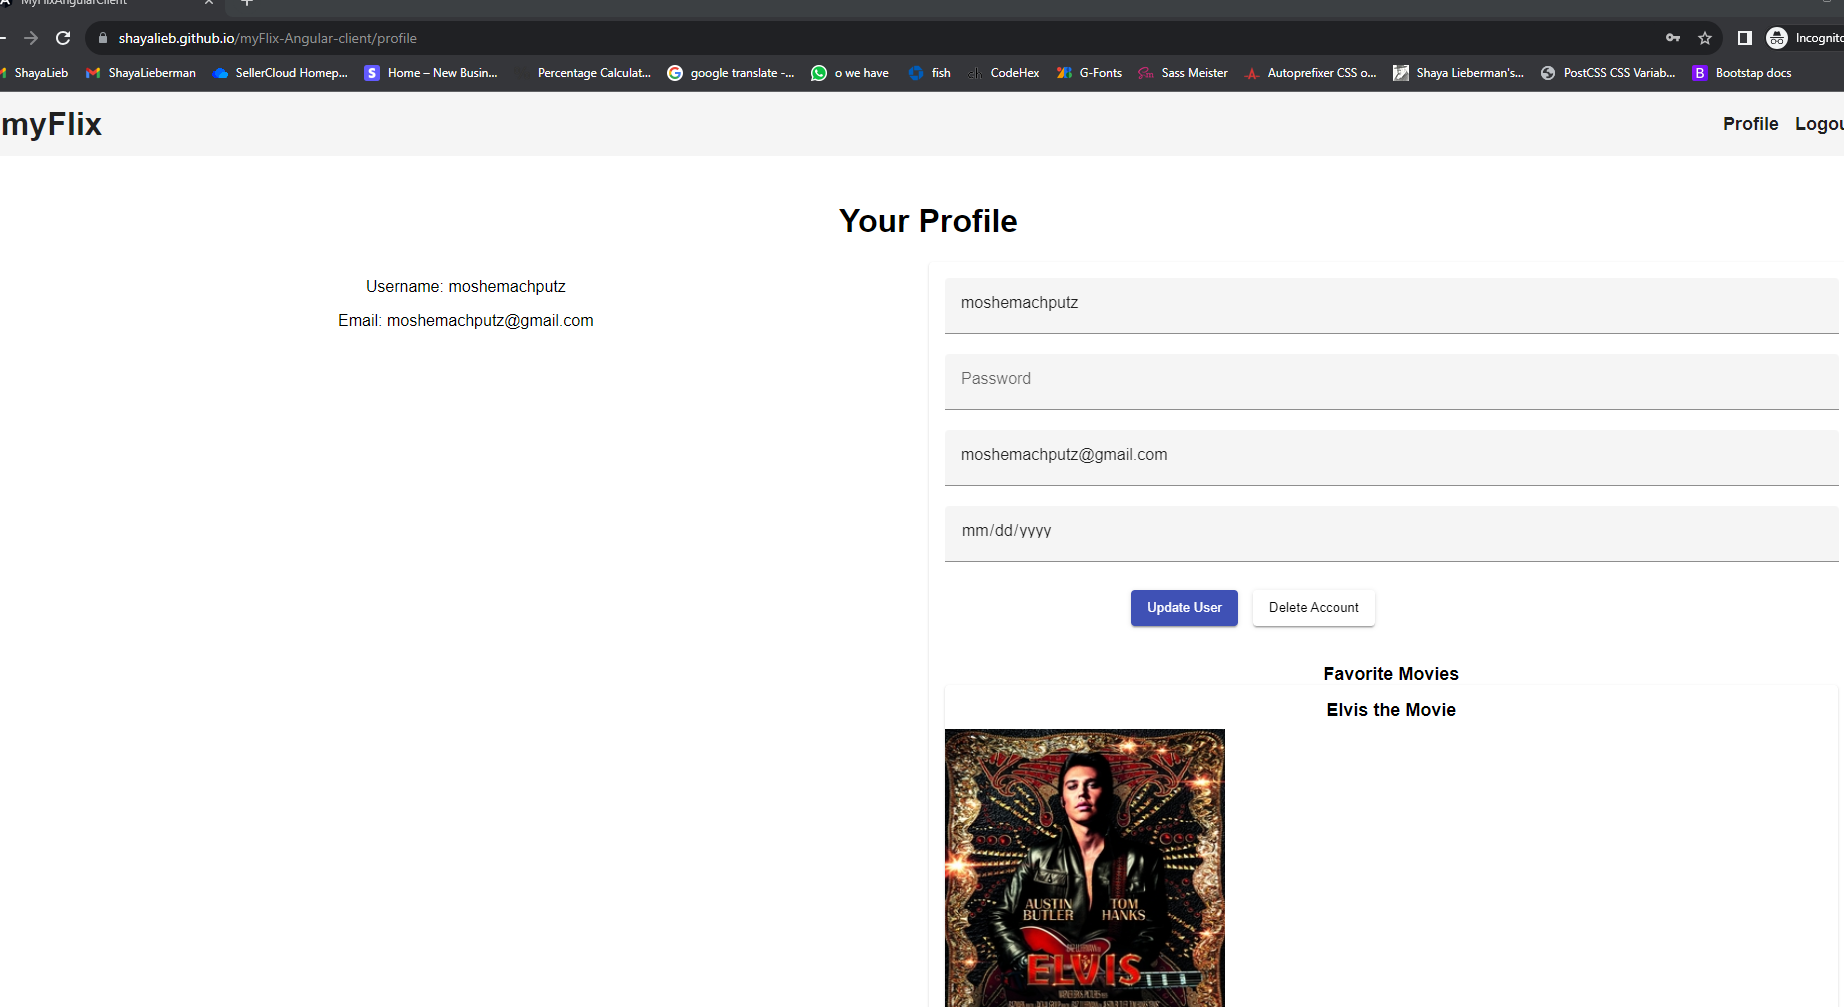 MyFlixAngularClient
shayalieb.github.io/myFlix-Angular-client/profile
Incognito
ShayaLieb ShayaLieberman SellerCloud Homep... Home – New Busin... Percentage Calculat... google translate -... o we have fish CodeHex G-Fonts Sass Meister Autoprefixer CSS o... Shaya Lieberman's... PostCSS CSS Variab... Bootstap docs
myFlix Profile Logou
Your Profile
Username: moshemachputz
Email: moshemachputz@gmail.com
moshemachputz
Password
moshemachputz@gmail.com
mm/dd/yyyy
Update User Delete Account
Favorite Movies
Elvis the Movie
AUSTIN BUTLER
TOM HANKS
ELVIS